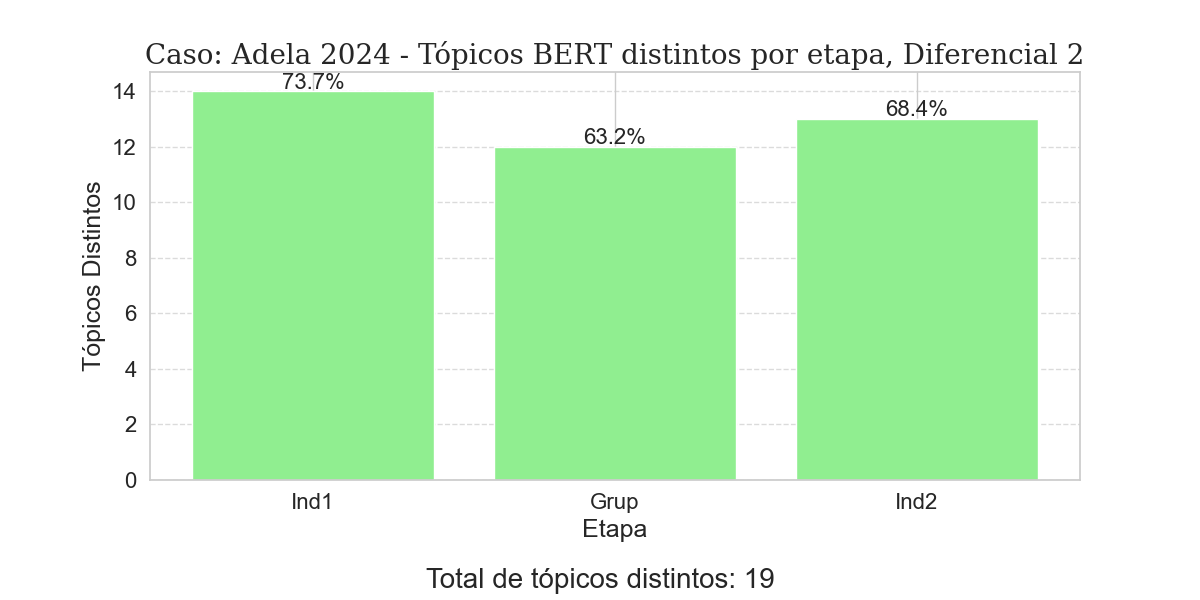 Caso: Adela 2024 - Tópicos BERT distintos por etapa, Diferencial 2
73.7%
63.2%
68.4%
14
12
10
8
6
4
2
0
Tópicos Distintos
Ind1
Grup
Ind2
Etapa
Total de tópicos distintos: 19